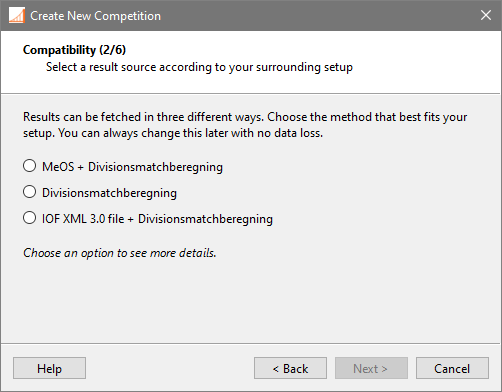 Create New Competition
Compatibility (2/6)
Select a result source according to your surrounding setup
Results can be fetched in three different ways. Choose the method that best fits your
setup. You can always change this later with no data loss.
MeOS + Divisionsmatchberegning
Divisionsmatchberegning
IOF XML 3.0 file + Divisionsmatchberegning
Choose an option to see more details.
Help
< Back
Next >
Cancel